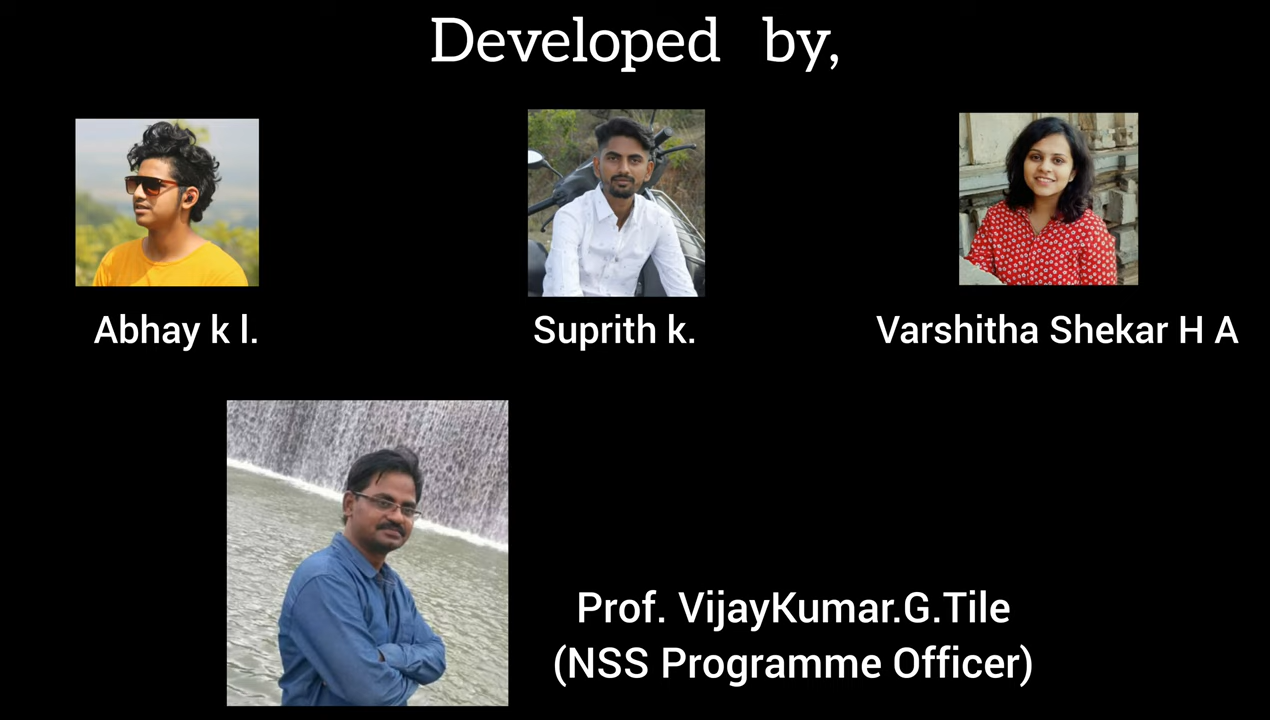 Developed by,
Abhay k l.
Suprith k.
Varshitha Shekar H A
Prof. VijayKumar.G.Tile
(NSS Programme Officer)